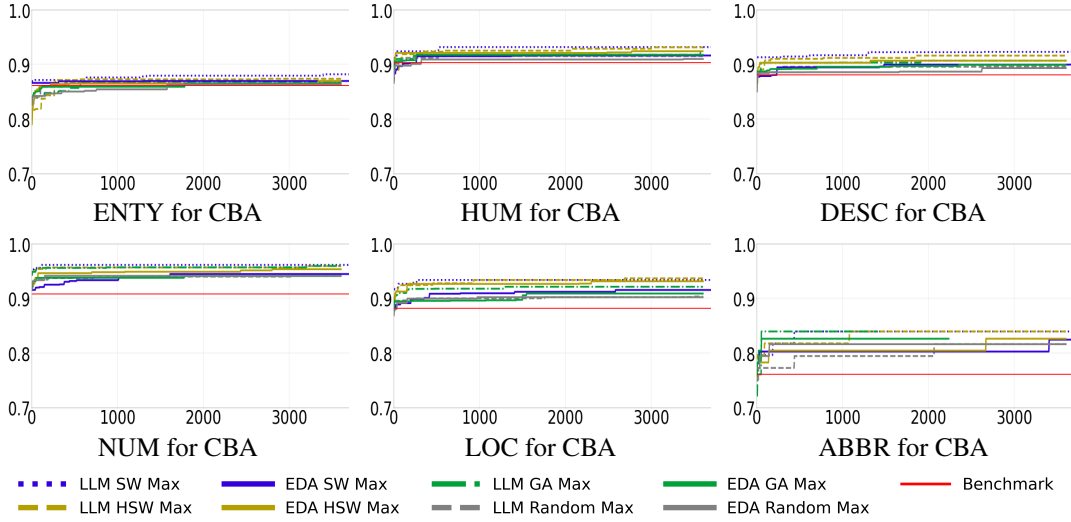 1.0 1.0 1.0
0.9 0.9 0.9
0.8 0.8 0.8
0.7 0.7 0.7
0 1000 2000 3000 0 1000 2000 3000 0 1000 2000 3000
ENTY for CBA HUM for CBA DESC for CBA
1.0 1.0 1.0
0.9 0.9 0.9
0.8 0.8 0.8
0.7 0.7 0.7
0 1000 2000 3000 0 1000 2000 3000 0 1000 2000 3000
NUM for CBA LOC for CBA ABBR for CBA
LLM SW Max EDA SW Max LLM GA Max EDA GA Max Benchmark
LLM HSW Max EDA HSW Max LLM Random Max EDA Random Max